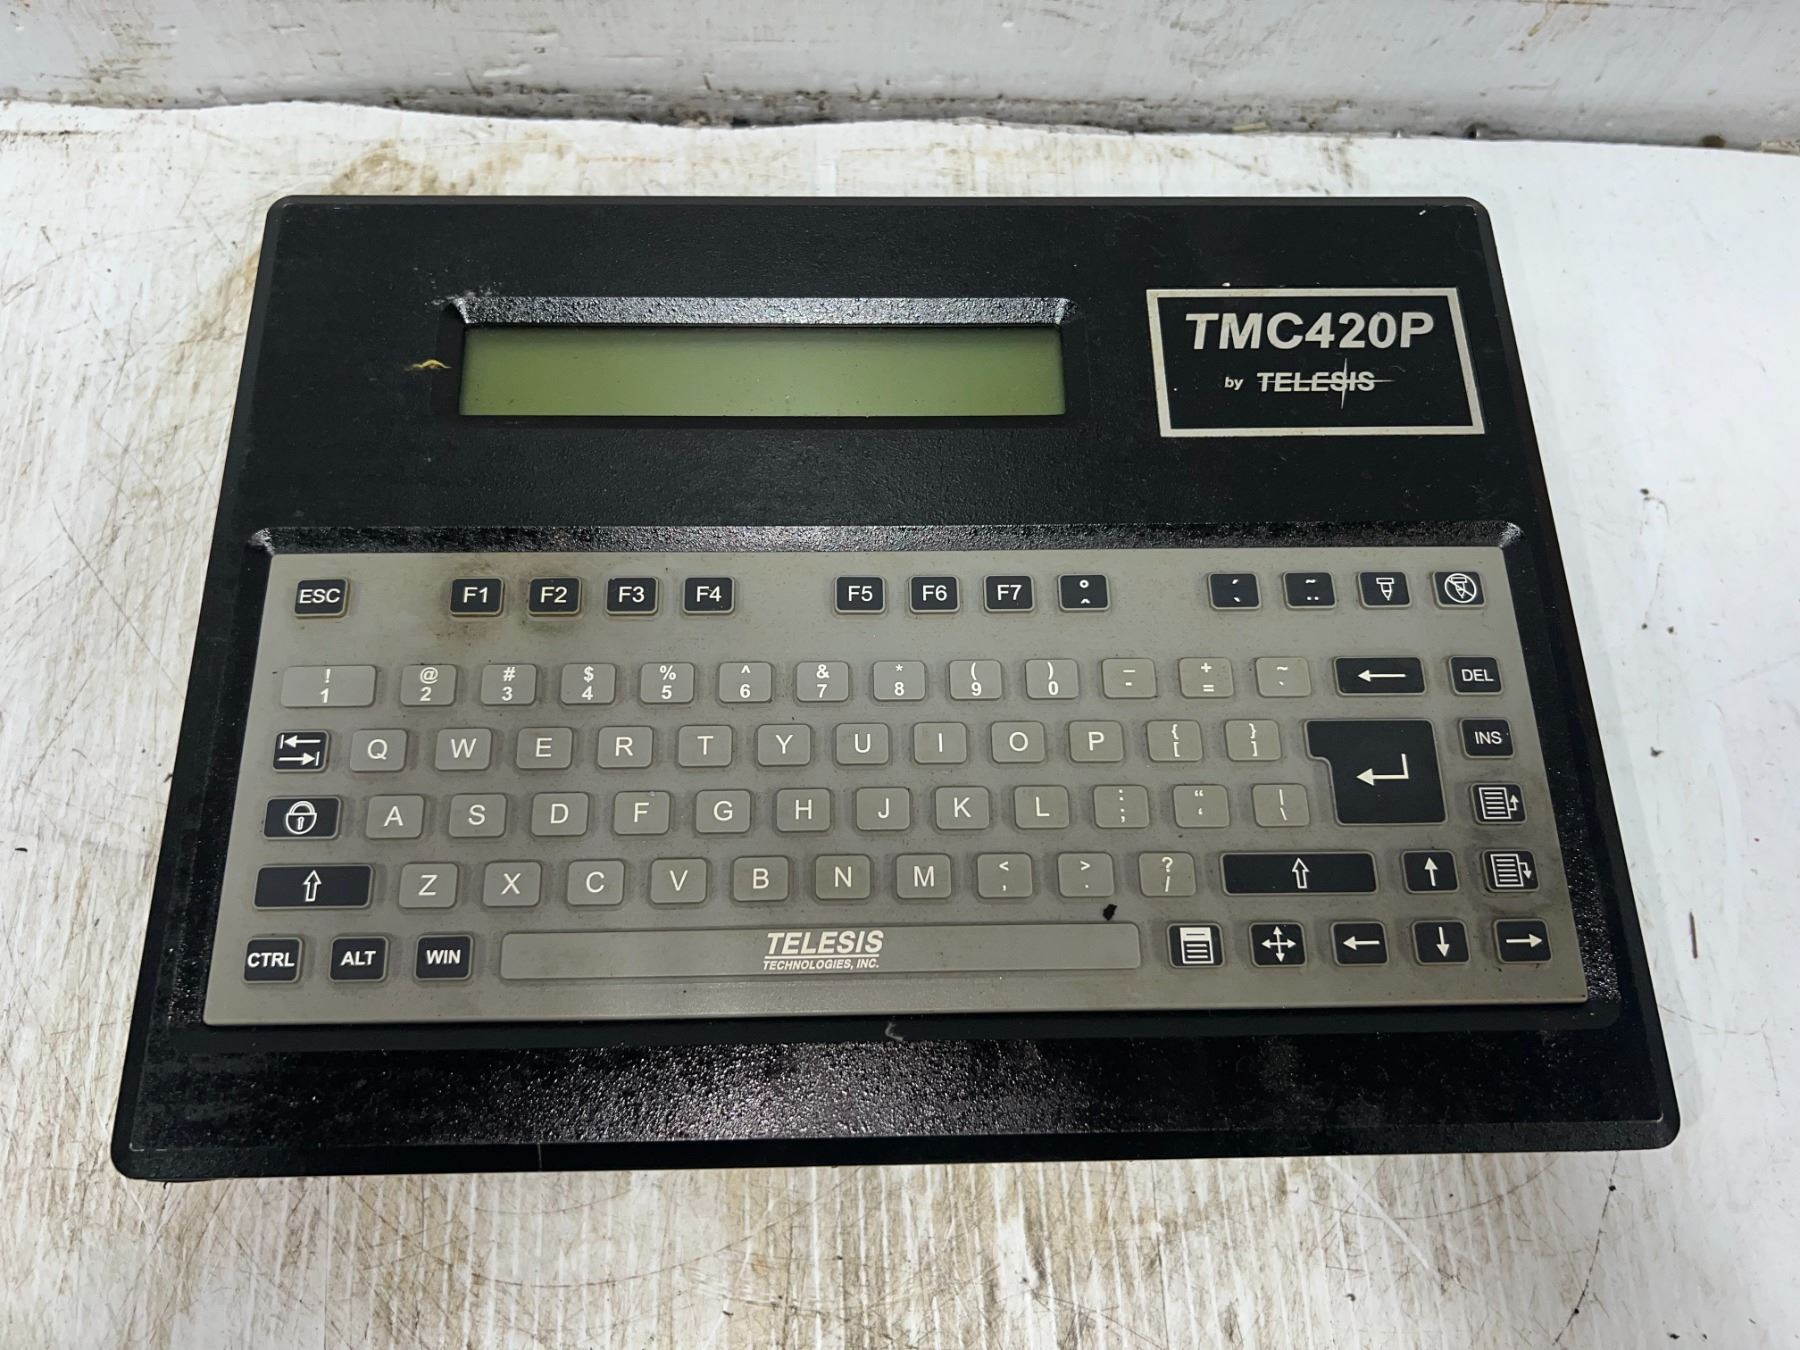 TMC420P
by TELESIS
ESC F1 F2 F3 F4 F5 F6 F7 ° ^ ´ ` ~ ¨
! @ # $ % ^ & * ( ) _ + ~
1 2 3 4 5 6 7 8 9 0 - = ` ← DEL
Q W E R T Y U I O P { [ } ] INS
A S D F G H J K L : ; “ ‘ | \
Z X C V B N M < , > . ? /
CTRL ALT WIN TELESIS
TECHNOLOGIES, INC.